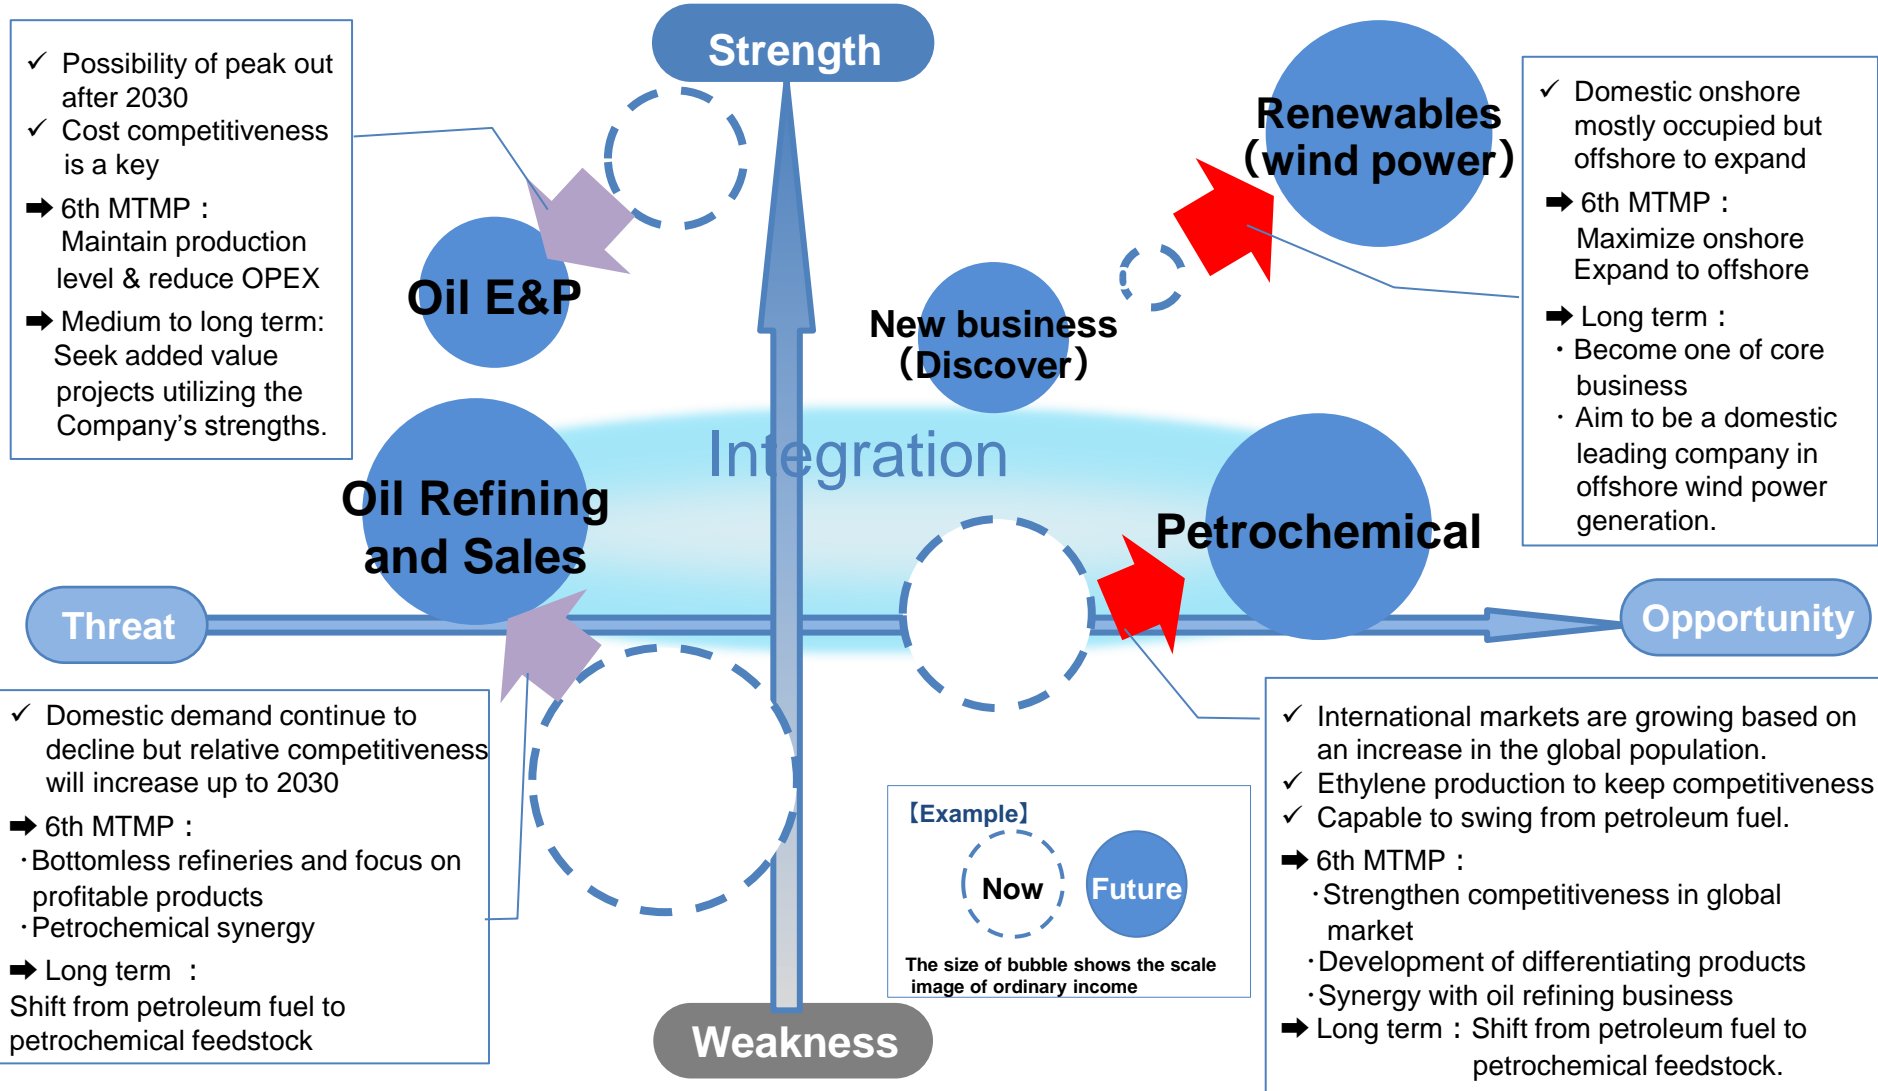 Strength
✓ Possibility of peak out
after 2030
✓ Cost competitiveness
is a key
➡ 6th MTMP：
Maintain production
level & reduce OPEX
➡ Medium to long term:
Seek added value
projects utilizing the
Company’s strengths.
Renewables
（wind power）
✓ Domestic onshore
mostly occupied but
offshore to expand
➡ 6th MTMP：
Maximize onshore
Expand to offshore
➡ Long term：
・Become one of core
business
・Aim to be a domestic
leading company in
offshore wind power
generation.
Oil E&P
New business
（Discover）
Integration
Oil Refining
and Sales
Petrochemical
Threat
Opportunity
✓ Domestic demand continue to
decline but relative competitiveness
will increase up to 2030
➡ 6th MTMP：
・Bottomless refineries and focus on
profitable products
・Petrochemical synergy
➡ Long term ：
Shift from petroleum fuel to
petrochemical feedstock
【Example】
Now
Future
The size of bubble shows the scale
image of ordinary income
✓ International markets are growing based on
an increase in the global population.
✓ Ethylene production to keep competitiveness
✓ Capable to swing from petroleum fuel.
➡ 6th MTMP：
・Strengthen competitiveness in global
market
・Development of differentiating products
・Synergy with oil refining business
➡ Long term：Shift from petroleum fuel to
petrochemical feedstock.
Weakness